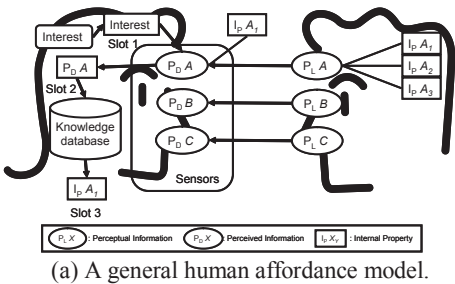 Interest
Interest
Slot 1
I_P A_1
P_D A
Slot 2
P_D A
P_L A
I_P A_1
I_P A_2
I_P A_3
Knowledge
database
P_D B
P_L B
P_D C
P_L C
I_P A_1
Slot 3
Sensors
P_L X : Perceptual Information
P_D X : Perceived Information
I_P X_Y : Internal Property
(a) A general human affordance model.